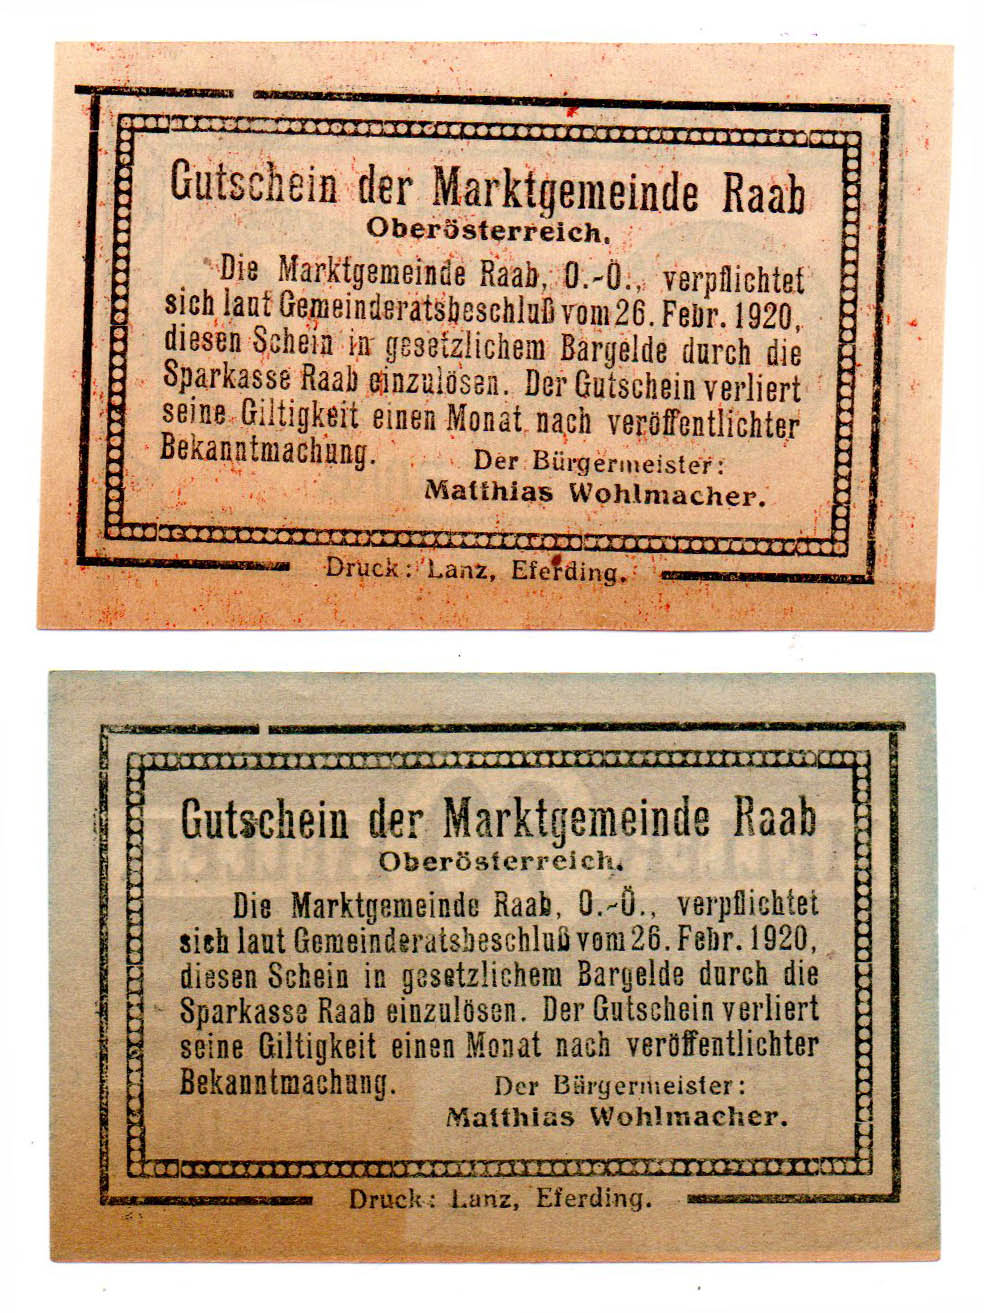 Gutschein der Marktgemeinde Raab
Oberösterreich.
Die Marktgemeinde Raab, O.-Ö., verpflichtet
sich laut Gemeinderatsbeschluß vom 26. Febr. 1920,
diesen Schein in gesetzlichem Bargelde durch die
Sparkasse Raab einzulösen. Der Gutschein verliert
seine Giltigkeit einen Monat nach veröffentlichter
Bekanntmachung.
Der Bürgermeister:
Matthias Wohlmacher.
Druck: Lanz, Eferding.
Gutschein der Marktgemeinde Raab
Oberösterreich.
Die Marktgemeinde Raab, O.-Ö., verpflichtet
sich laut Gemeinderatsbeschluß vom 26. Febr. 1920,
diesen Schein in gesetzlichem Bargelde durch die
Sparkasse Raab einzulösen. Der Gutschein verliert
seine Giltigkeit einen Monat nach veröffentlichter
Bekanntmachung.
Der Bürgermeister:
Matthias Wohlmacher.
Druck: Lanz, Eferding.